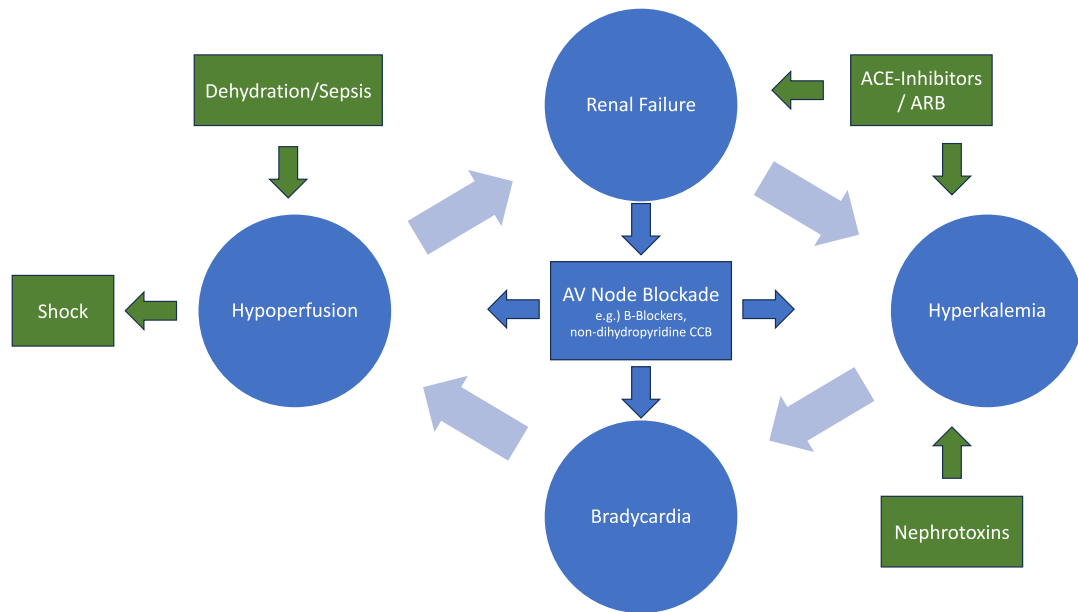 Dehydration/Sepsis
Renal Failure
ACE-Inhibitors
/ ARB
Shock
Hypoperfusion
AV Node Blockade
e.g.) B-Blockers,
non-dihydropyridine CCB
Hyperkalemia
Bradycardia
Nephrotoxins